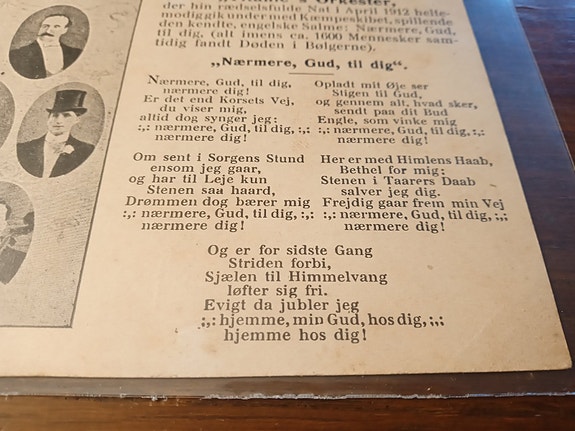 Orkester,
der hin rædselsfulde Nat i April 1912 helte-
modig gik under med Kæmpeskibet, spillende
den kendte, engelske Salme: Nærmere, Gud,
til dig, (alt imens ca. 1600 Mennesker sam-
tidig fandt Døden i Bølgerne).
„Nærmere, Gud, til dig“.
Nærmere, Gud, til dig,
nærmere dig!
Er det end Korsets Vej,
du viser mig,
altid dog synger jeg:
:,: nærmere, Gud, til dig, :,:
nærmere dig!
Opladt mit Øje ser
Stigen til Gud,
og gennem alt, hvad sker,
sendt paa dit Bud
Engle, som vinke mig
:,: nærmere, Gud, til dig, :,:
nærmere dig!
Om sent i Sorgens Stund
ensom jeg gaar,
og har til Leje kun
Stenen saa haard,
Drømmen dog bærer mig
:,: nærmere, Gud, til dig, :,:
nærmere dig!
Her er med Himlens Haab,
Bethel for mig;
Stenen i Taarers Daab
salver jeg dig.
Frejdig gaar frem min Vej
:,: nærmere, Gud, til dig, :,:
nærmere dig!
Og er for sidste Gang
Striden forbi,
Sjælen til Himmelvang
løfter sig fri.
Evigt da jubler jeg
:,: hjemme, min Gud, hos dig, :,:
hjemme hos dig!